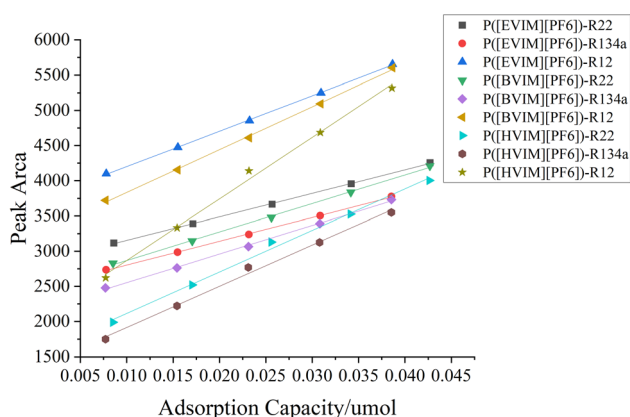 P([EVIM][PF6])-R22
P([EVIM][PF6])-R134a
P([EVIM][PF6])-R12
P([BVIM][PF6])-R22
P([BVIM][PF6])-R134a
P([BVIM][PF6])-R12
P([HVIM][PF6])-R22
P([HVIM][PF6])-R134a
P([HVIM][PF6])-R12
6000
5500
5000
4500
4000
3500
3000
2500
2000
1500
Peak Arca
0.005 0.010 0.015 0.020 0.025 0.030 0.035 0.040 0.045
Adsorption Capacity/umol